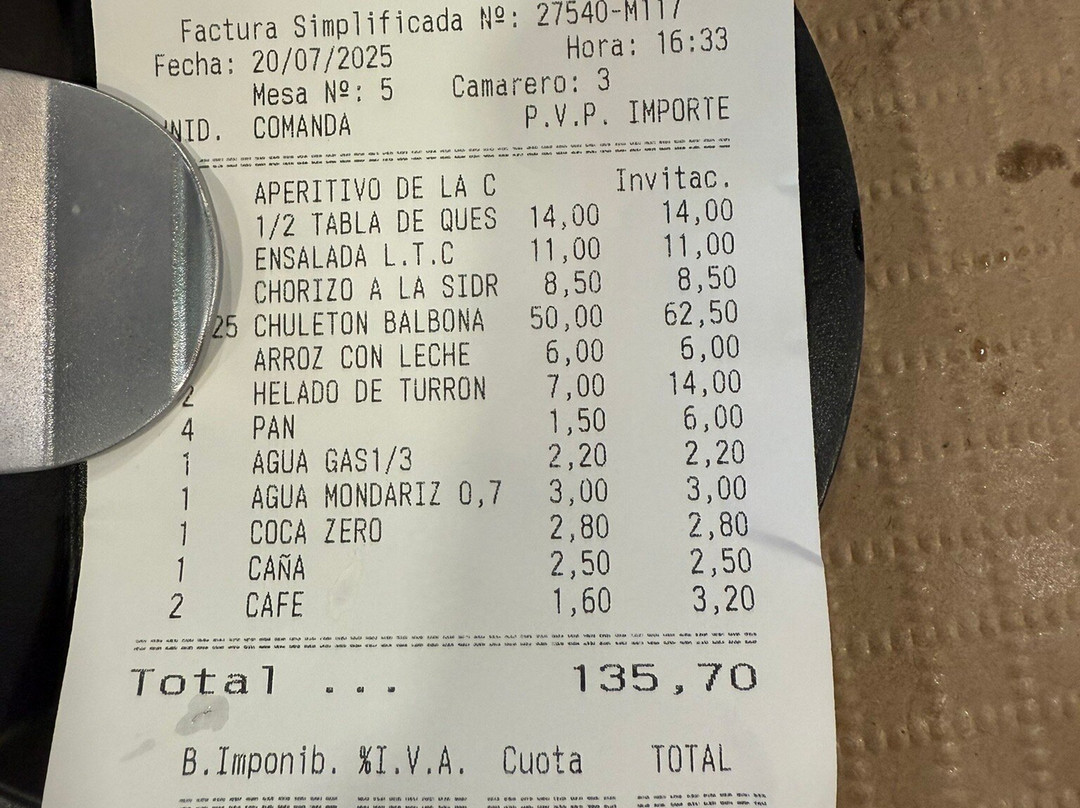 Factura Simplificada Nº: 27540-M117
Fecha: 20/07/2025 Hora: 16:33
Mesa Nº: 5 Camarero: 3
UNID. COMANDA P.V.P. IMPORTE
APERITIVO DE LA C Invitac.
1/2 TABLA DE QUES 14,00 14,00
ENSALADA L.T.C 11,00 11,00
CHORIZO A LA SIDR 8,50 8,50
25 CHULETON BALBONA 50,00 62,50
ARROZ CON LECHE 6,00 6,00
2 HELADO DE TURRON 7,00 14,00
4 PAN 1,50 6,00
1 AGUA GAS1/3 2,20 2,20
1 AGUA MONDARIZ 0,7 3,00 3,00
1 COCA ZERO 2,80 2,80
1 CAÑA 2,50 2,50
2 CAFE 1,60 3,20
Total ... 135,70
B.Imponib. %I.V.A. Cuota TOTAL